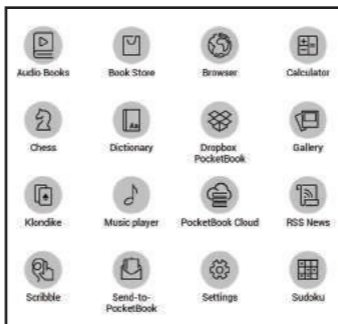 Audio Books
Book Store
Browser
Calculator
Chess
Dictionary
Dropbox
PocketBook
Gallery
Klondike
Music player
PocketBook Cloud
RSS News
Scribble
Send-to-
PocketBook
Settings
Sudoku